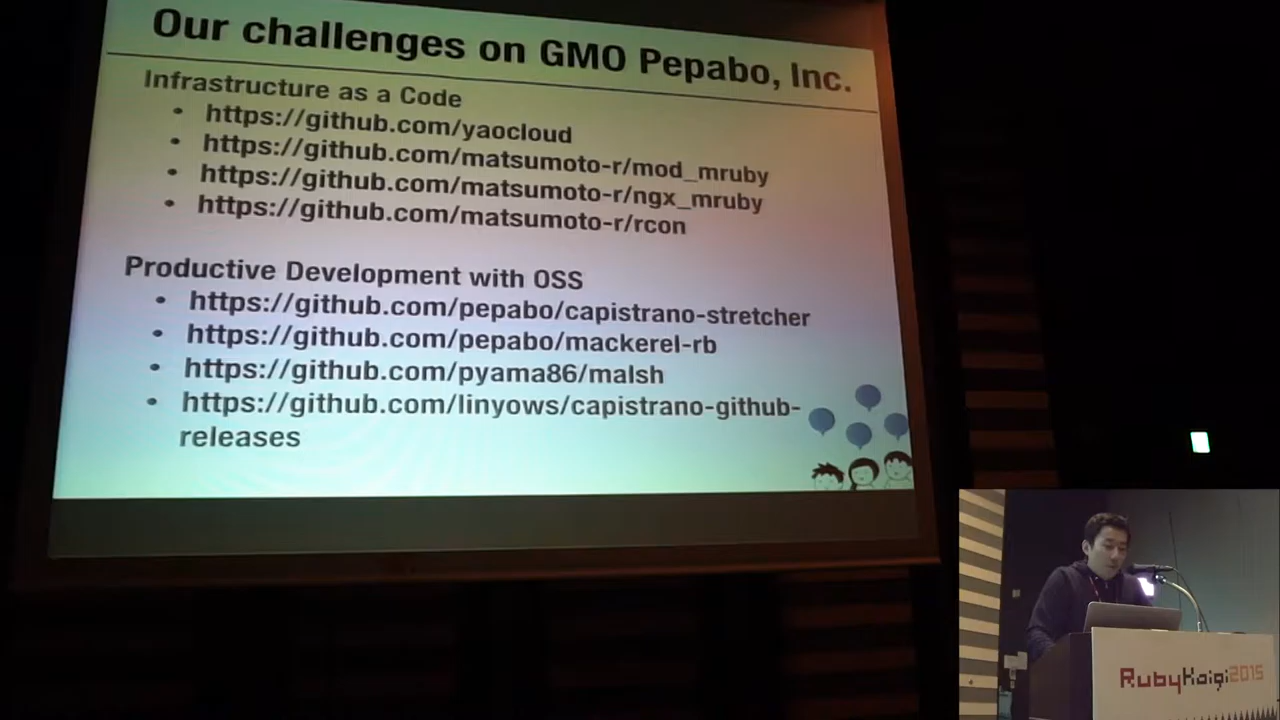 Our challenges on GMO Pepabo, Inc.
Infrastructure as a Code
• https://github.com/yaocloud
• https://github.com/matsumoto-r/mod_mruby
• https://github.com/matsumoto-r/ngx_mruby
• https://github.com/matsumoto-r/rcon
Productive Development with OSS
• https://github.com/pepabo/capistrano-stretcher
• https://github.com/pepabo/mackerel-rb
• https://github.com/pyama86/malsh
• https://github.com/linyows/capistrano-github-
releases
RubyKaigi2015